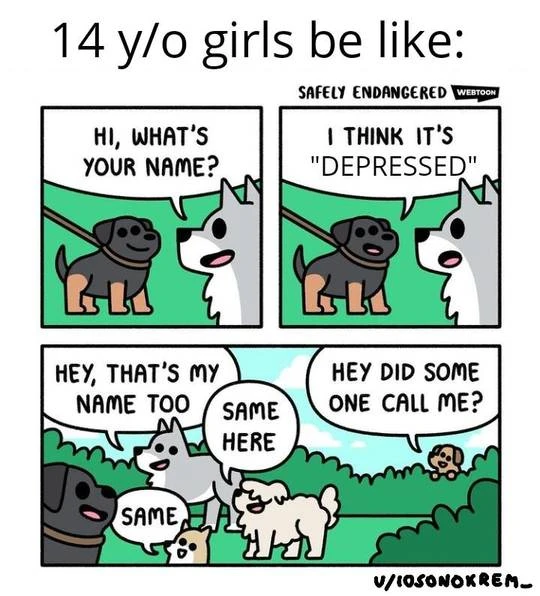 14 y/o girls be like:
SAFELY ENDANGERED WEBTOON
HI, WHAT'S
YOUR NAME?
I THINK IT'S
"DEPRESSED"
HEY, THAT'S MY
NAME TOO
SAME
HERE
HEY DID SOME
ONE CALL ME?
SAME
U/IOSONOKREM_